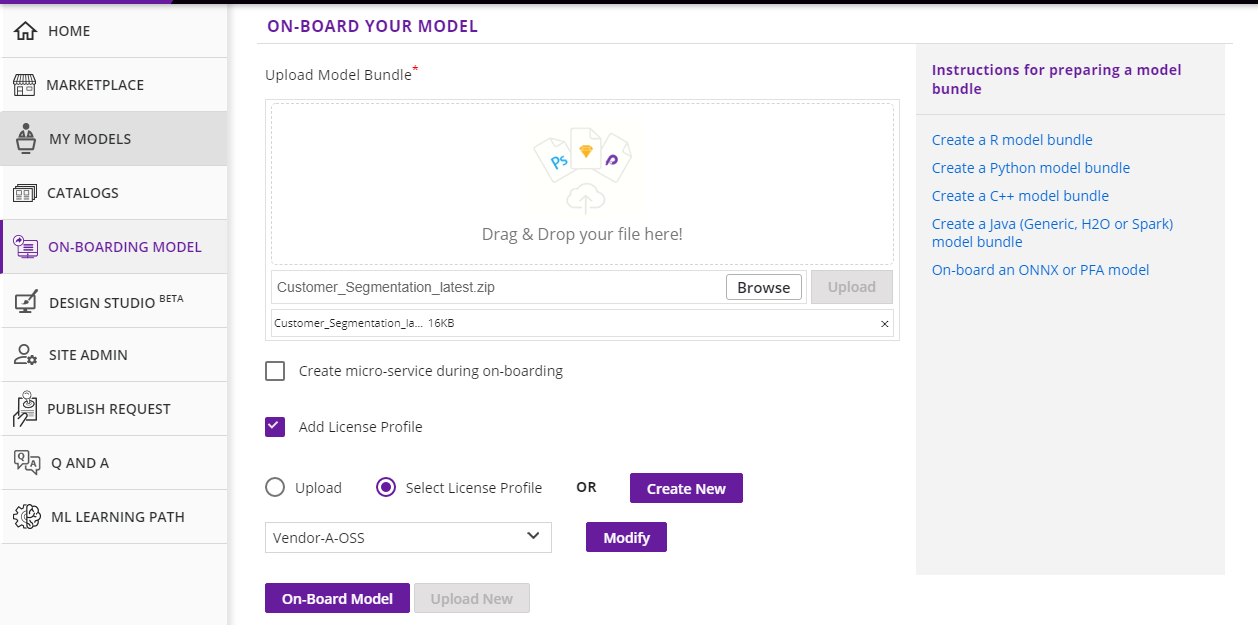 HOME
MARKETPLACE
MY MODELS
CATALOGS
ON-BOARDING MODEL
DESIGN STUDIO BETA
SITE ADMIN
PUBLISH REQUEST
Q AND A
ML LEARNING PATH
ON-BOARD YOUR MODEL
Upload Model Bundle*
Ps
Drag & Drop your file here!
Customer_Segmentation_latest.zip Browse Upload
Customer_Segmentation_la... 16KB ×
Create micro-service during on-boarding
Add License Profile
Upload Select License Profile OR Create New
Vendor-A-OSS Modify
On-Board Model Upload New
Instructions for preparing a model
bundle
Create a R model bundle
Create a Python model bundle
Create a C++ model bundle
Create a Java (Generic, H2O or Spark)
model bundle
On-board an ONNX or PFA model